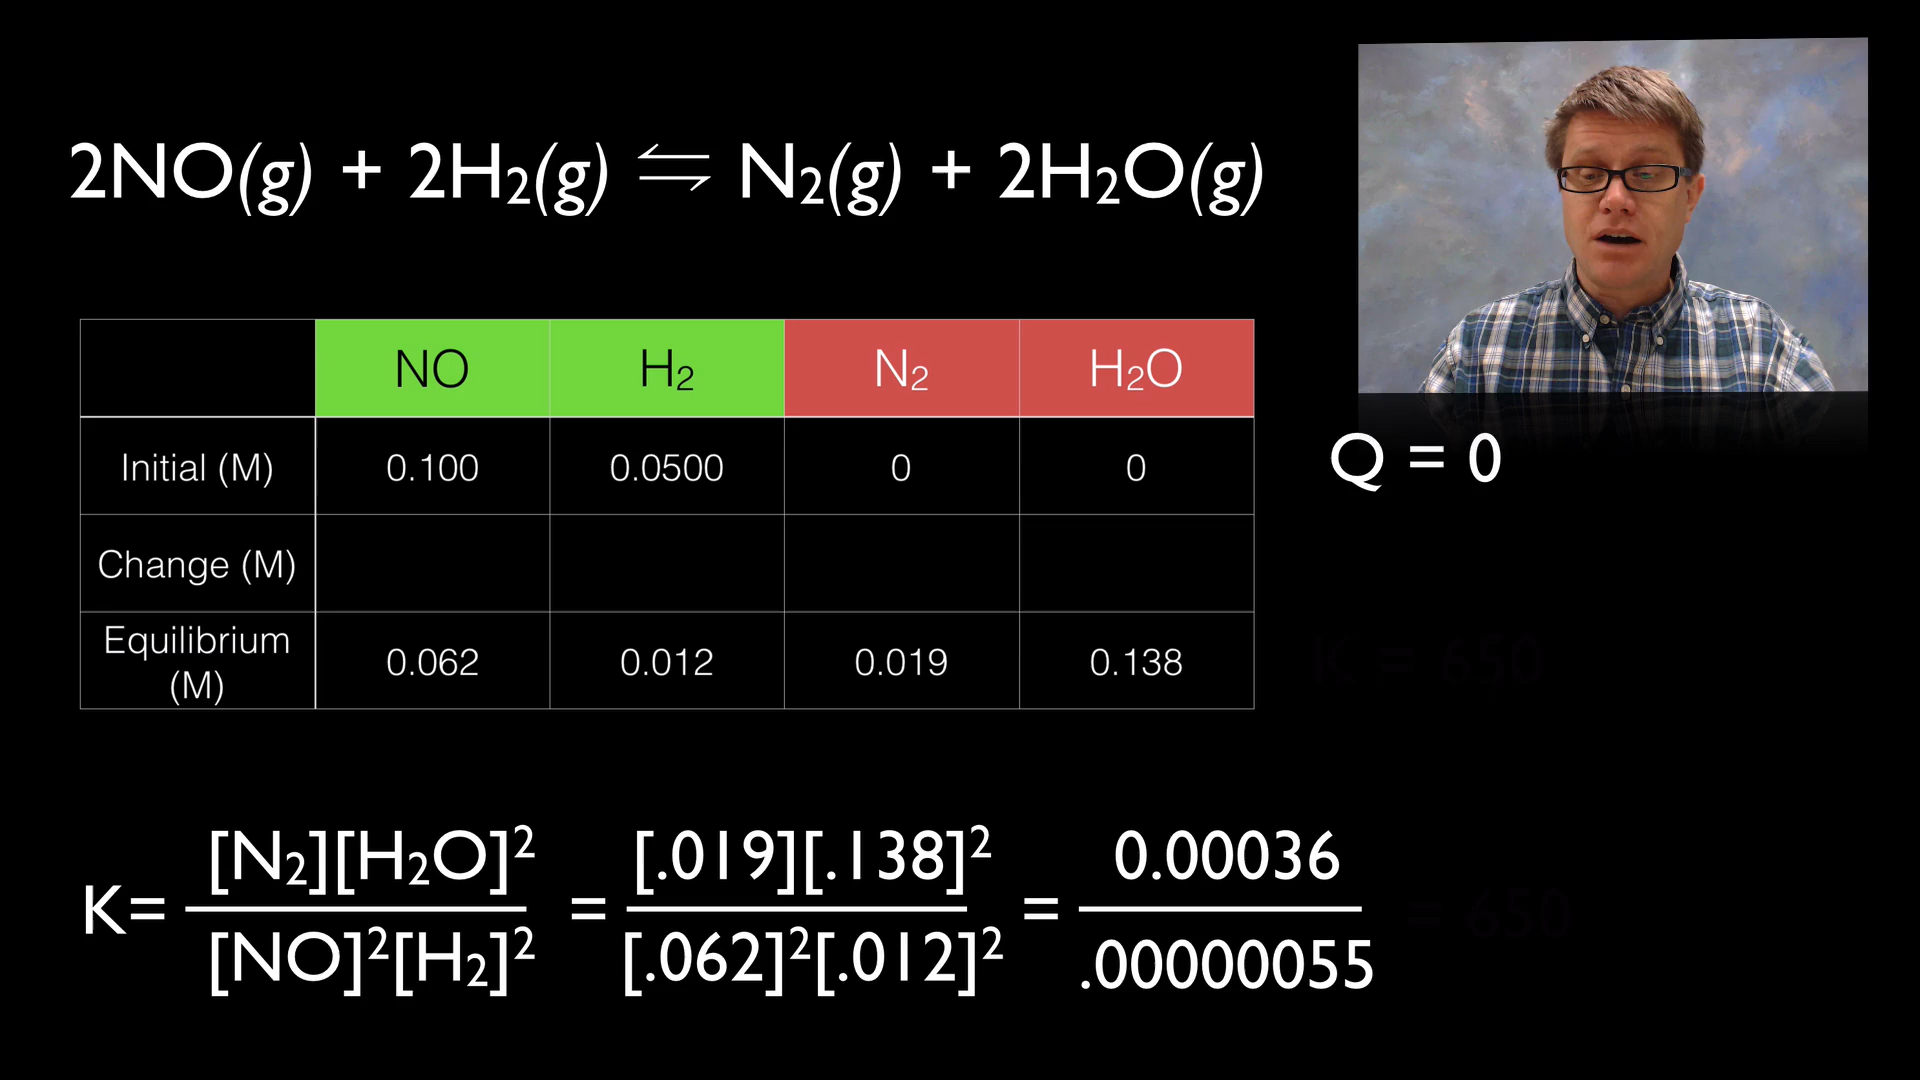 2NO(g) + 2H₂(g) ⇌ N₂(g) + 2H₂O(g)
NO H₂ N₂ H₂O
Initial (M) 0.100 0.0500 0 0
Q = 0
Change (M)
Equilibrium (M) 0.062 0.012 0.019 0.138
K = 650
K= [N₂][H₂O]² / [NO]²[H₂]² = [.019][.138]² / [.062]²[.012]² = 0.00036 / .00000055 = 650